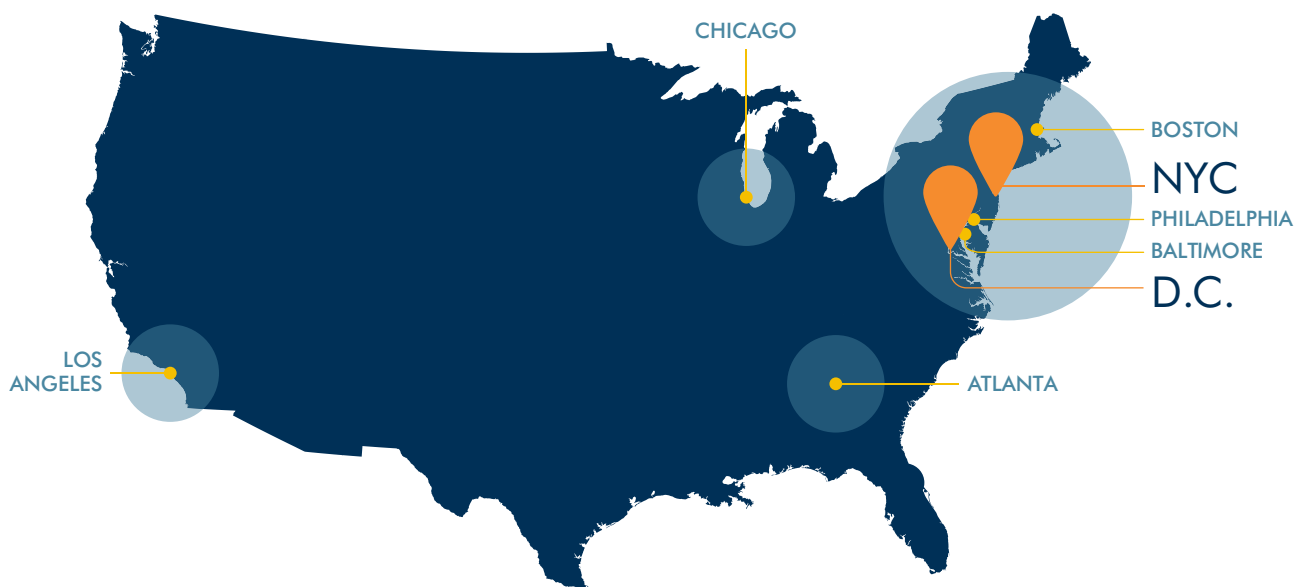 CHICAGO
BOSTON
NYC
PHILADELPHIA
BALTIMORE
D.C.
LOS
ANGELES
ATLANTA